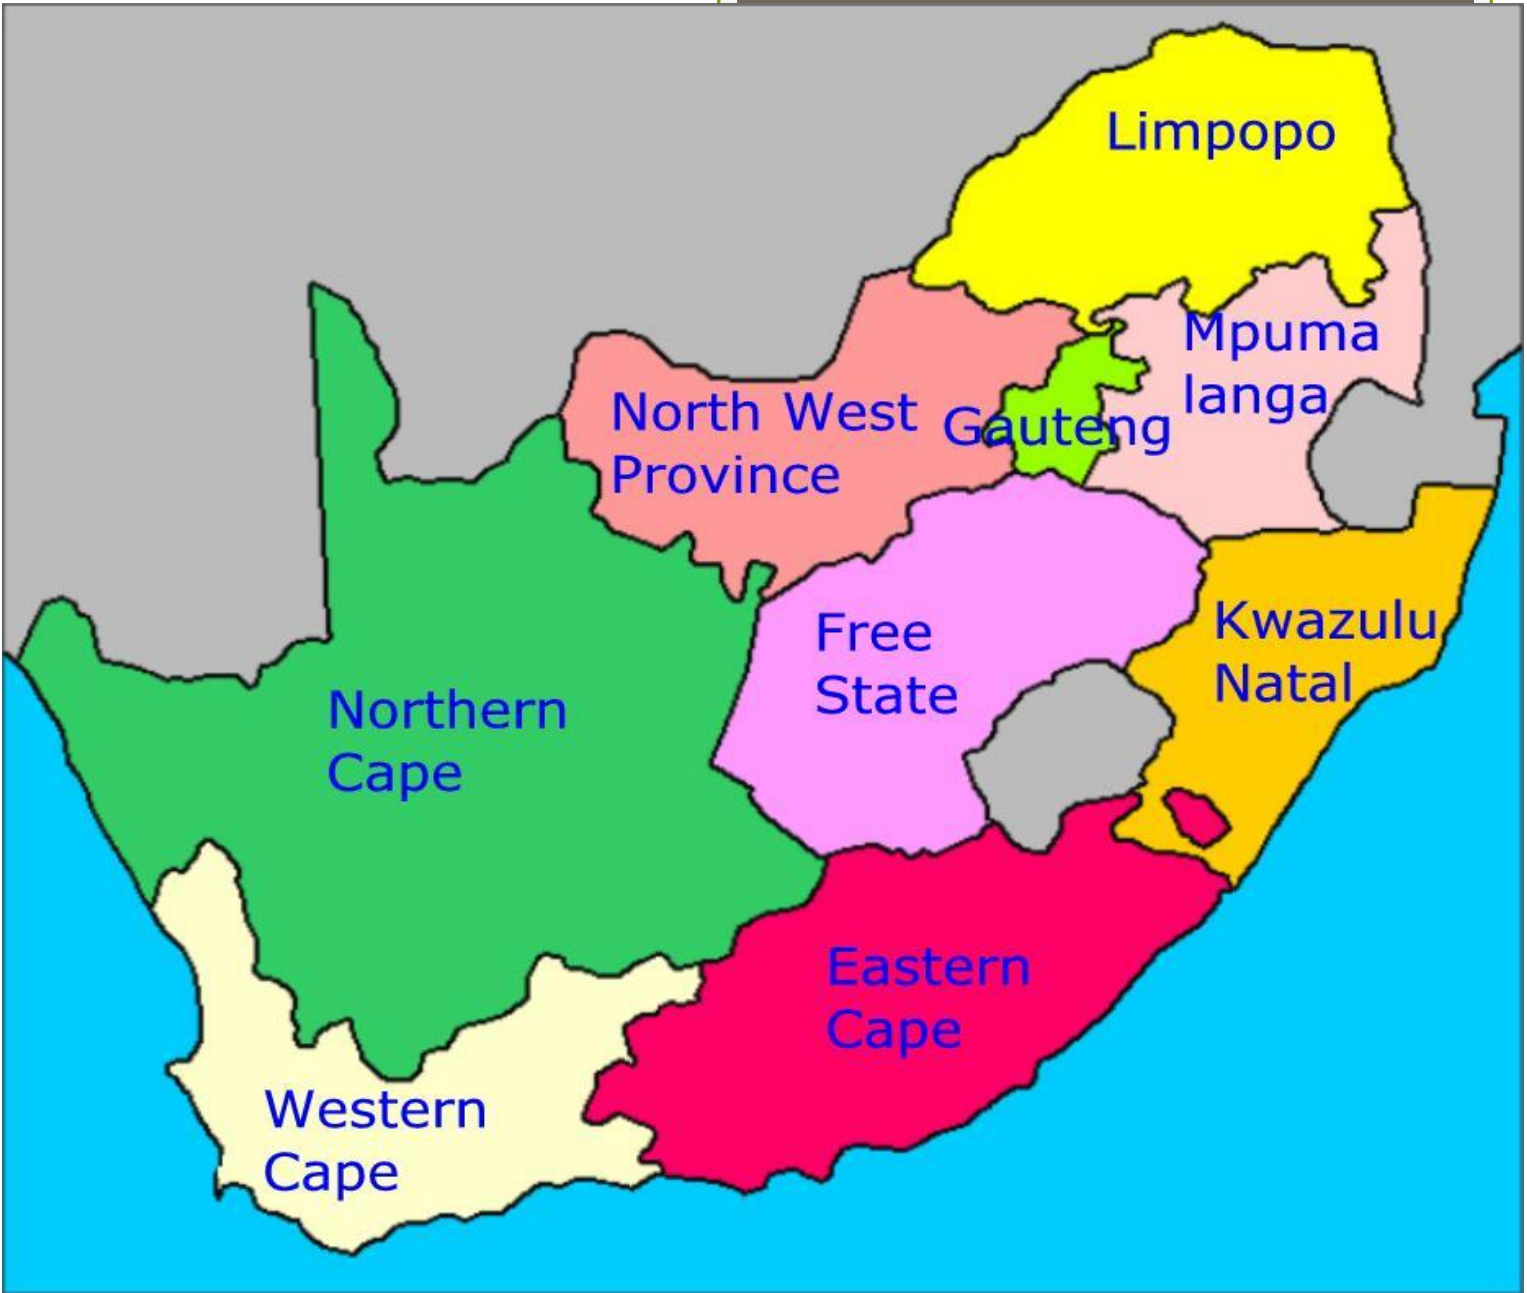 Limpopo
Mpuma
langa
North West
Province
Gauteng
Free
State
Kwazulu
Natal
Northern
Cape
Eastern
Cape
Western
Cape